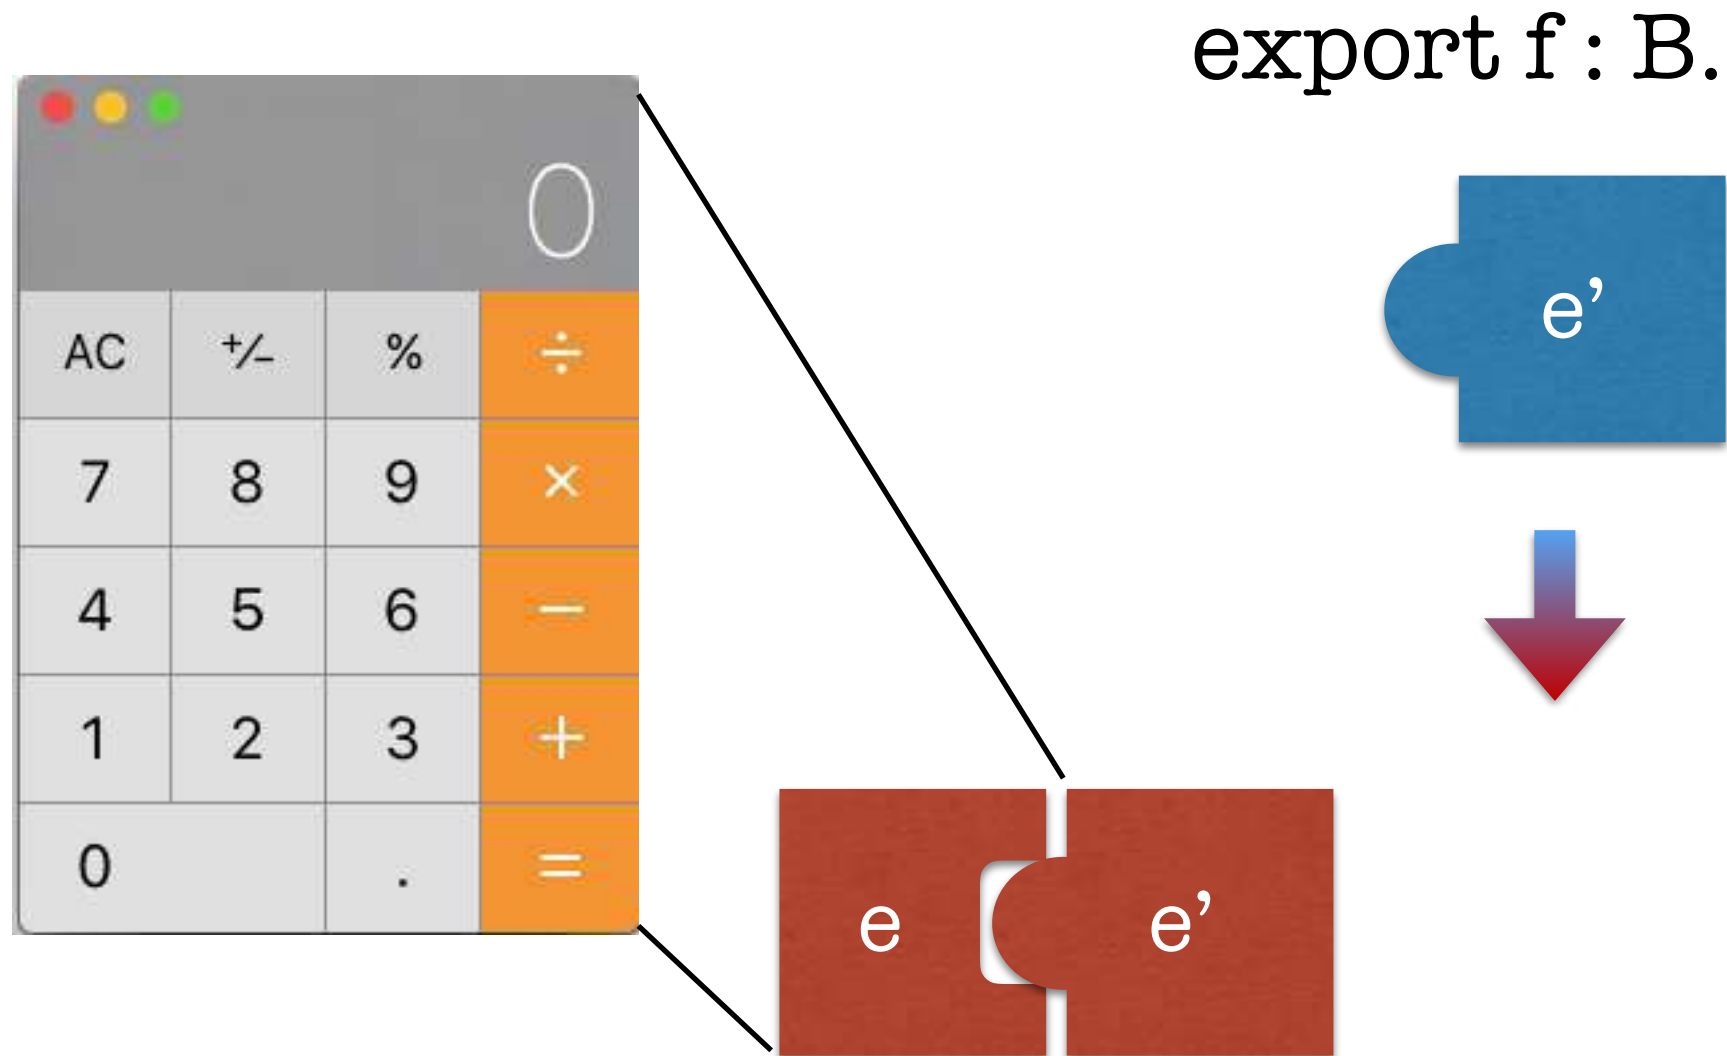 export f : B.
0
AC +/− % ÷
7 8 9 ×
4 5 6 −
1 2 3 +
0 . =
e’
e e’